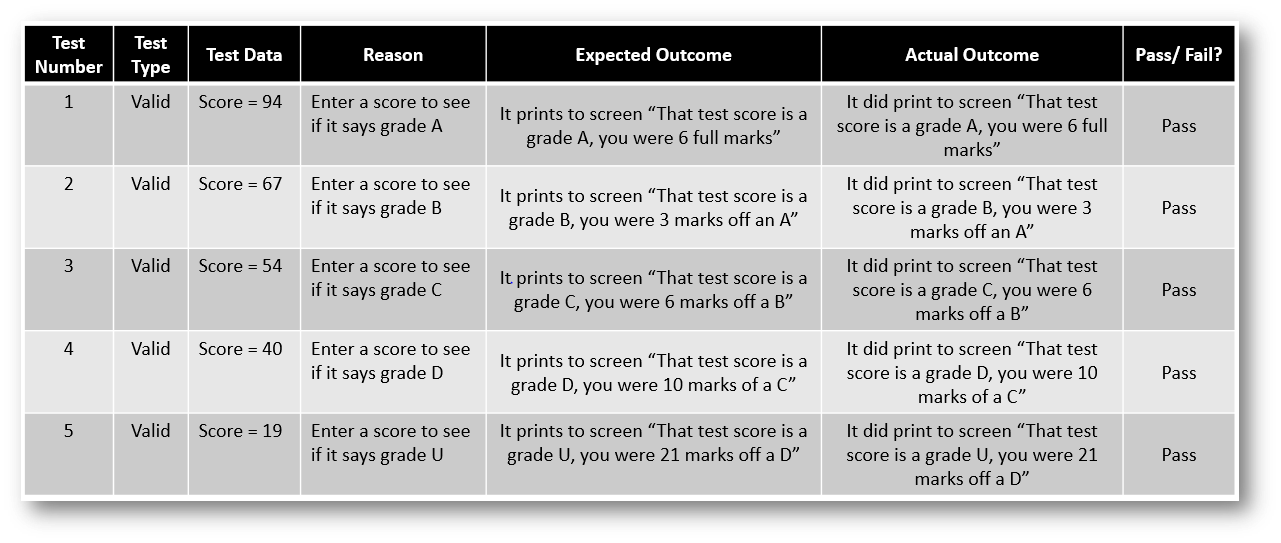 Test Number
Test Type
Test Data
Reason
Expected Outcome
Actual Outcome
Pass/ Fail?
1
Valid
Score = 94
Enter a score to see
if it says grade A
It prints to screen “That test score is a
grade A, you were 6 full marks”
It did print to screen “That test
score is a grade A, you were 6 full
marks”
Pass
2
Valid
Score = 67
Enter a score to see
if it says grade B
It prints to screen “That test score is a
grade B, you were 3 marks off an A”
It did print to screen “That test
score is a grade B, you were 3
marks off an A”
Pass
3
Valid
Score = 54
Enter a score to see
if it says grade C
It prints to screen “That test score is a
grade C, you were 6 marks off a B”
It did print to screen “That test
score is a grade C, you were 6
marks off a B”
Pass
4
Valid
Score = 40
Enter a score to see
if it says grade D
It prints to screen “That test score is a
grade D, you were 10 marks of a C”
It did print to screen “That test
score is a grade D, you were 10
marks of a C”
Pass
5
Valid
Score = 19
Enter a score to see
if it says grade U
It prints to screen “That test score is a
grade U, you were 21 marks off a D”
It did print to screen “That test
score is a grade U, you were 21
marks off a D”
Pass